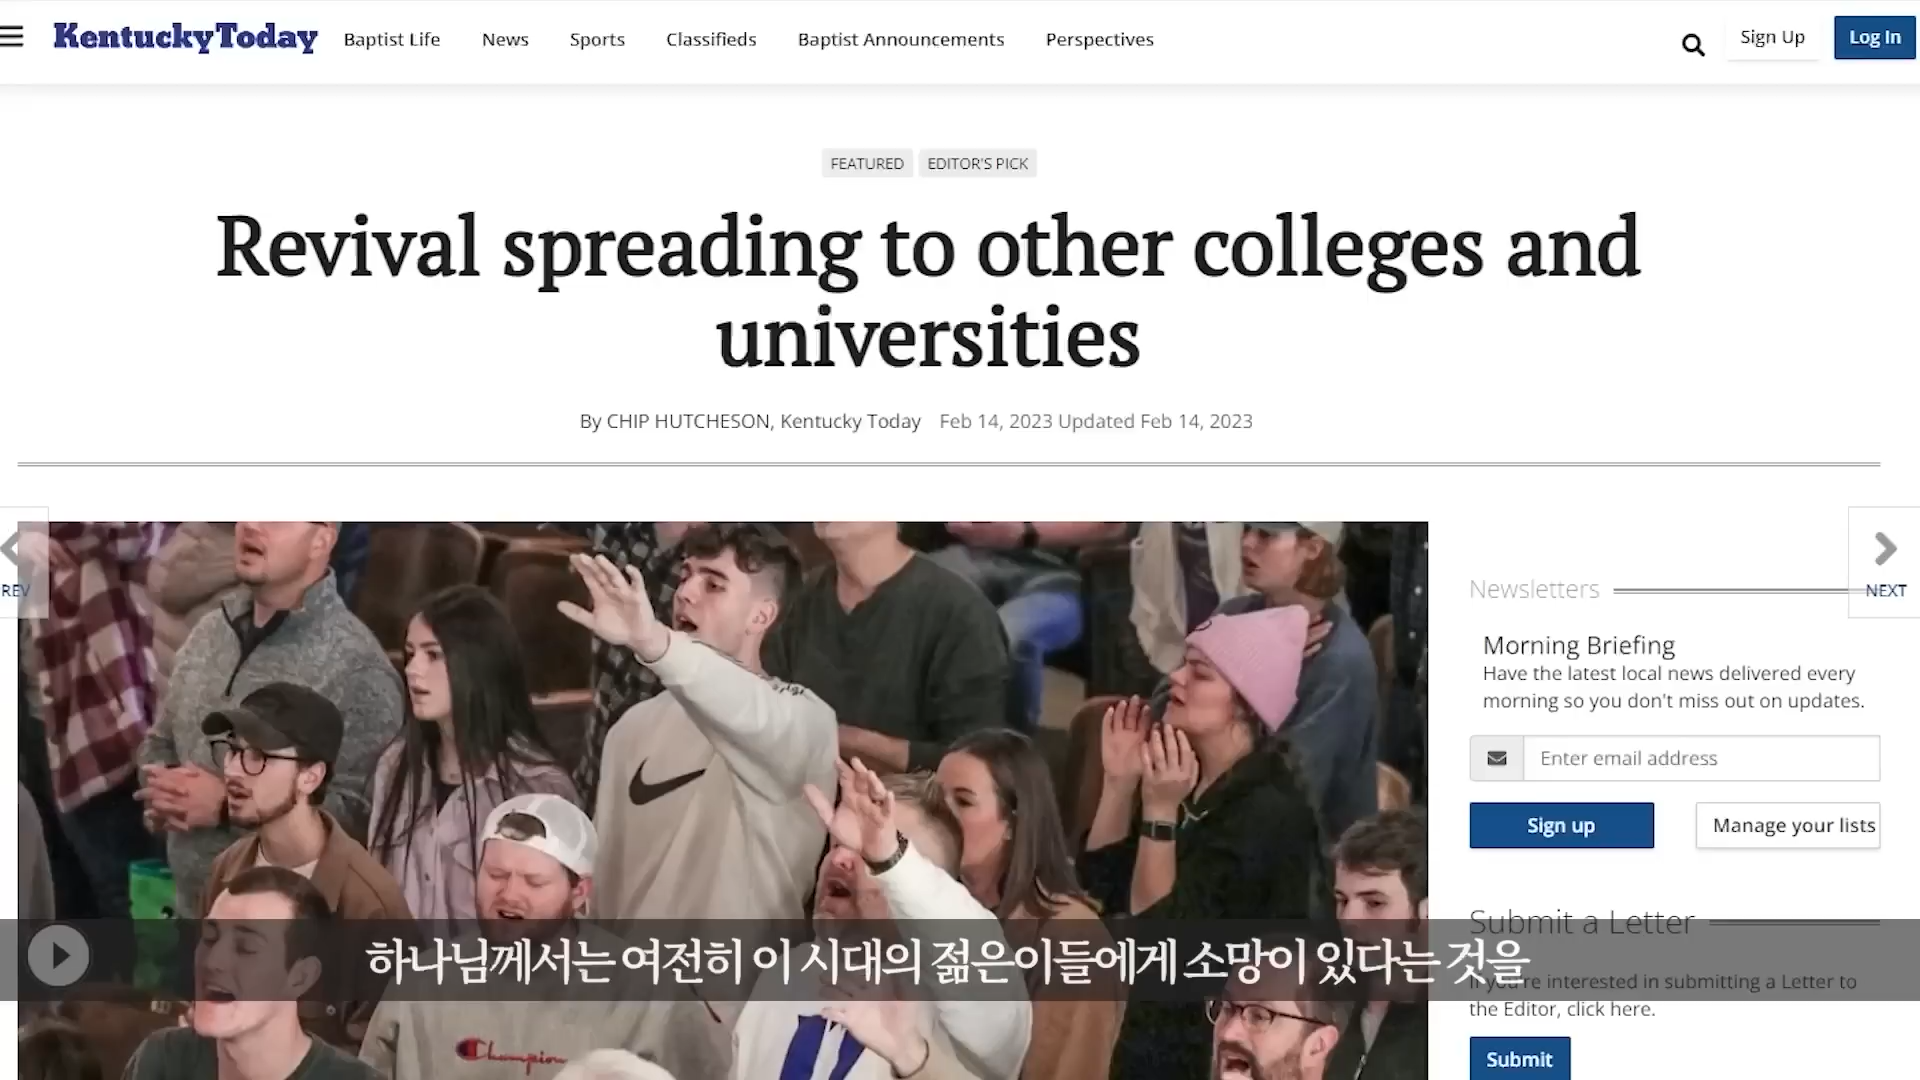 KentuckyToday
Baptist Life News Sports Classifieds Baptist Announcements Perspectives
Sign Up
Log In
FEATURED EDITOR'S PICK
Revival spreading to other colleges and
universities
By CHIP HUTCHESON, Kentucky Today Feb 14, 2023 Updated Feb 14, 2023
REV
NEXT
Newsletters
Morning Briefing
Have the latest local news delivered every
morning so you don't miss out on updates.
Enter email address
Sign up
Manage your lists
Submit a Letter
If you're interested in submitting a Letter to
the Editor, click here.
Submit
Champion
하나님께서는 여전히 이 시대의 젊은이들에게 소망이 있다는 것을